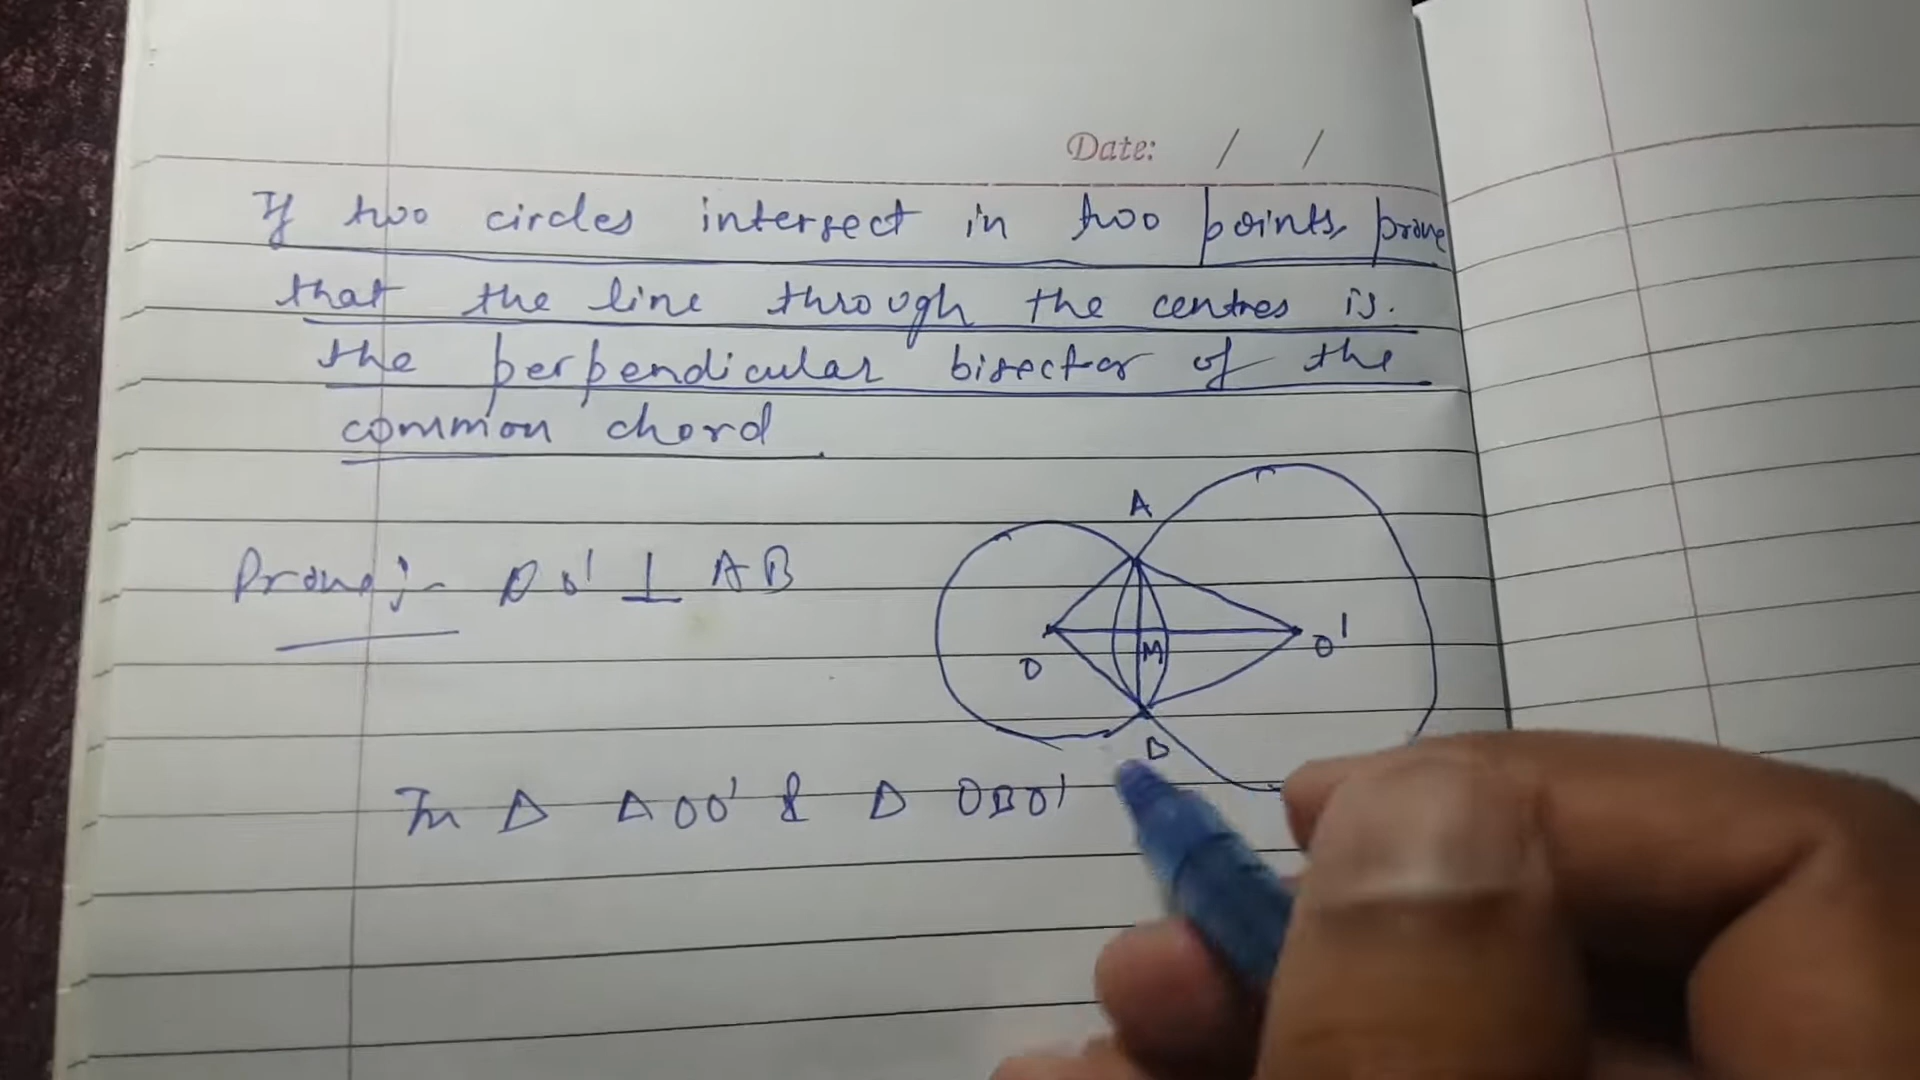 Date: / /
If two circles intersect in two points, prove
that the line through the centres is.
the perpendicular bisector of the
common chord
A
Prove :- OO' ⊥ AB
M
O'
O
B
In Δ AOO' & Δ OBO'